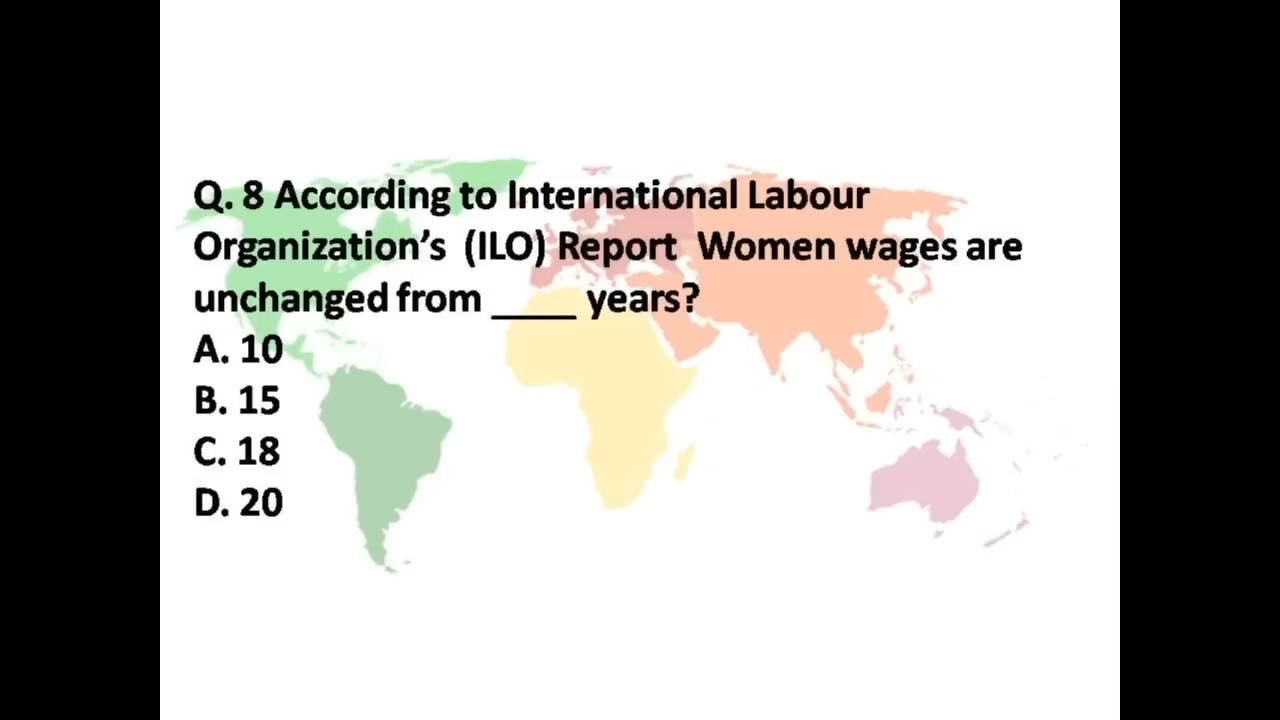 Q. 8 According to International Labour
Organization’s (ILO) Report Women wages are
unchanged from ____ years?
A. 10
B. 15
C. 18
D. 20